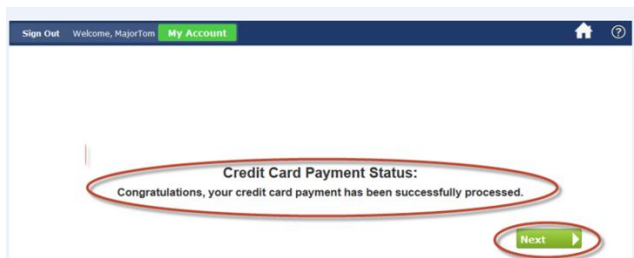 Sign Out Welcome, MajorTom My Account ?
Credit Card Payment Status:
Congratulations, your credit card payment has been successfully processed.
Next